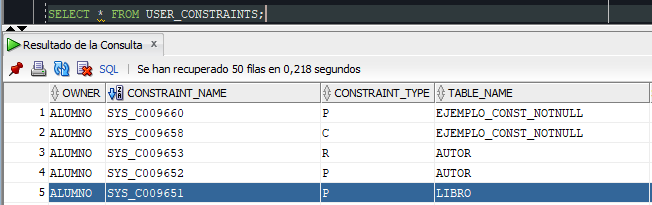 SELECT * FROM USER_CONSTRAINTS;
Resultado de la Consulta x
SQL | Se han recuperado 50 filas en 0,218 segundos
OWNER CONSTRAINT_NAME CONSTRAINT_TYPE TABLE_NAME
1 ALUMNO SYS_C009660 P EJEMPLO_CONST_NOTNULL
2 ALUMNO SYS_C009658 C EJEMPLO_CONST_NOTNULL
3 ALUMNO SYS_C009653 R AUTOR
4 ALUMNO SYS_C009652 P AUTOR
5 ALUMNO SYS_C009651 P LIBRO